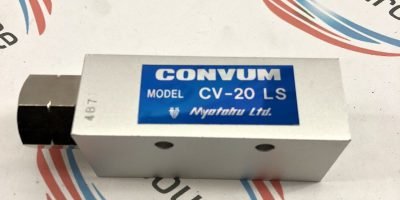 CONVUM
MODEL CV-20 LS
Myotoku Ltd.
487